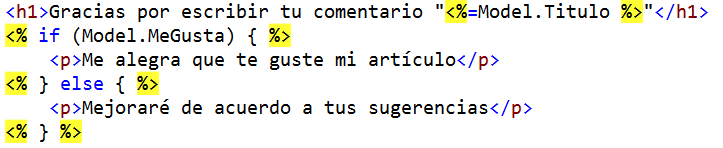 <h1>Gracias por escribir tu comentario "<%=Model.Titulo %>"</h1>
<% if (Model.MeGusta) { %>
    <p>Me alegra que te guste mi artículo</p>
<% } else { %>
    <p>Mejoraré de acuerdo a tus sugerencias</p>
<% } %>